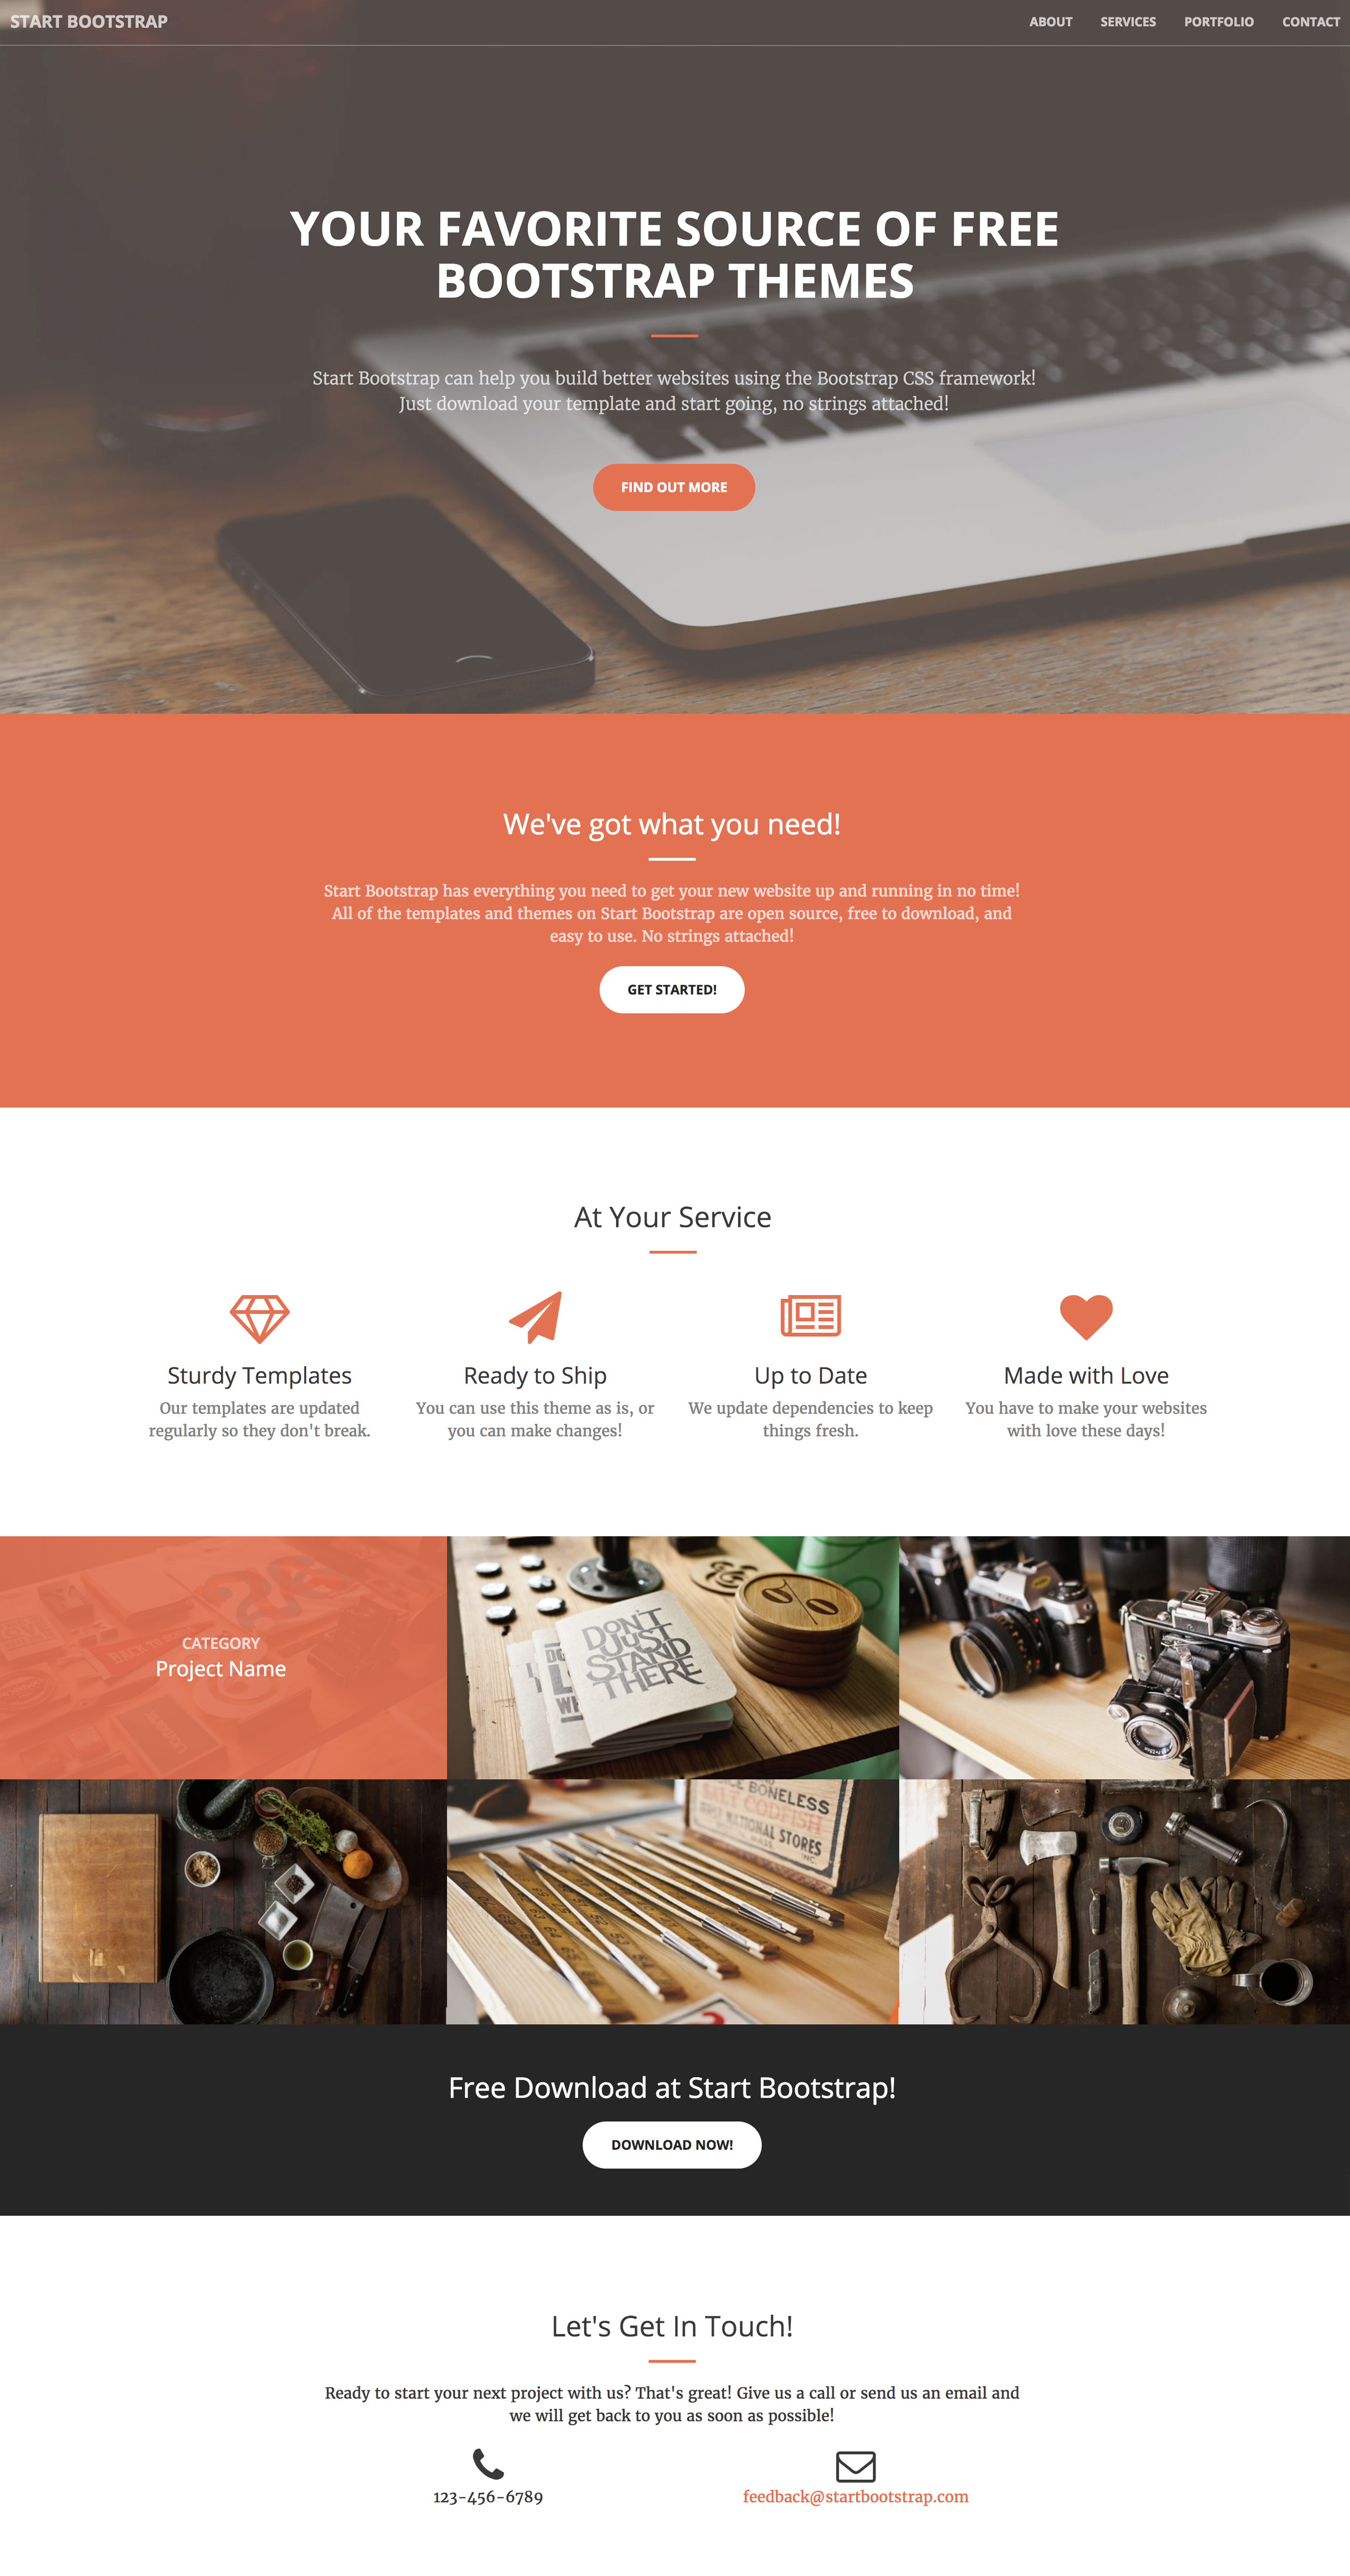 START BOOTSTRAP
ABOUT SERVICES PORTFOLIO CONTACT
YOUR FAVORITE SOURCE OF FREE
BOOTSTRAP THEMES
Start Bootstrap can help you build better websites using the Bootstrap CSS framework!
Just download your template and start going, no strings attached!
FIND OUT MORE
We've got what you need!
Start Bootstrap has everything you need to get your new website up and running in no time!
All of the templates and themes on Start Bootstrap are open source, free to download, and
easy to use. No strings attached!
GET STARTED!
At Your Service
Sturdy Templates
Our templates are updated
regularly so they don't break.
Ready to Ship
You can use this theme as is, or
you can make changes!
Up to Date
We update dependencies to keep
things fresh.
Made with Love
You have to make your websites
with love these days!
CATEGORY
Project Name
DON'T
JUST
STAND
THERE
BONELESS
CODFISH
STORES
INC.
Free Download at Start Bootstrap!
DOWNLOAD NOW!
Let's Get In Touch!
Ready to start your next project with us? That's great! Give us a call or send us an email and
we will get back to you as soon as possible!
123-456-6789
feedback@startbootstrap.com